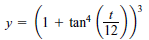 y = (1 + tan⁴ (t/12))³